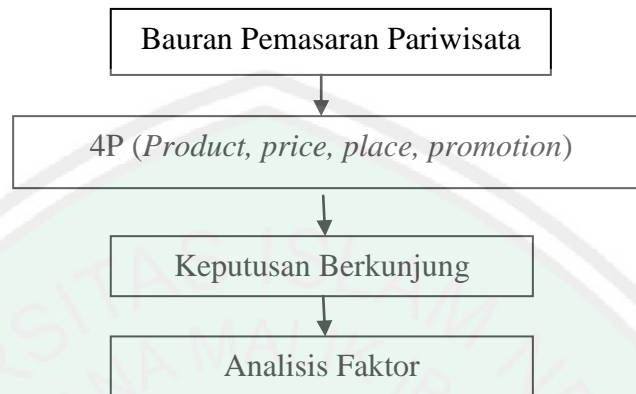 Bauran Pemasaran Pariwisata
4P (Product, price, place, promotion)
Keputusan Berkunjung
Analisis Faktor